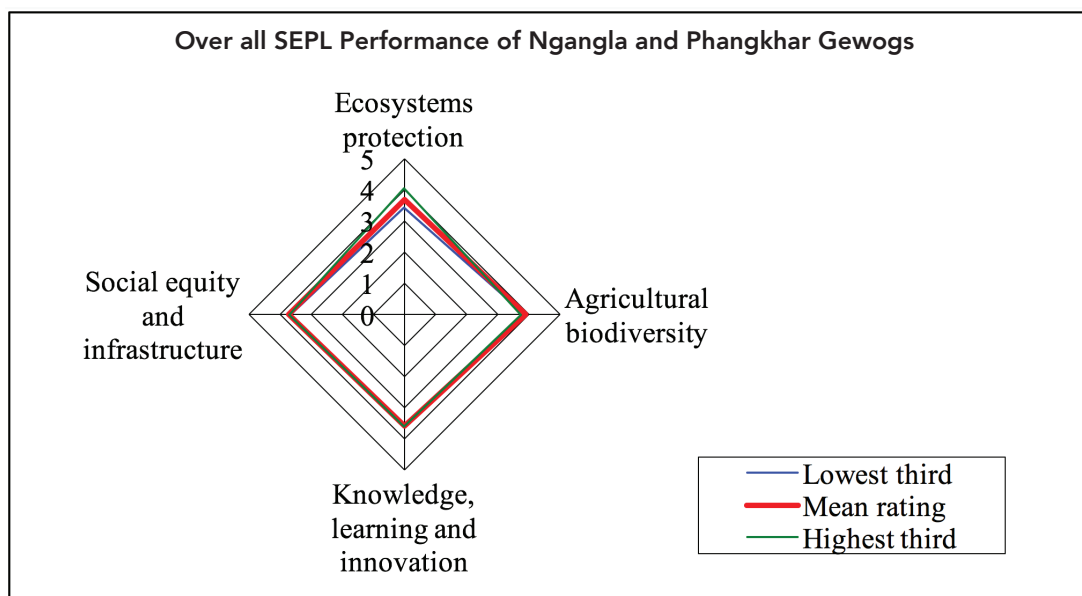 Over all SEPL Performance of Ngangla and Phangkhar Gewogs
Ecosystems
protection
5
4
3
2
1
0
Social equity
and
infrastructure
Agricultural
biodiversity
Knowledge,
learning and
innovation
Lowest third
Mean rating
Highest third